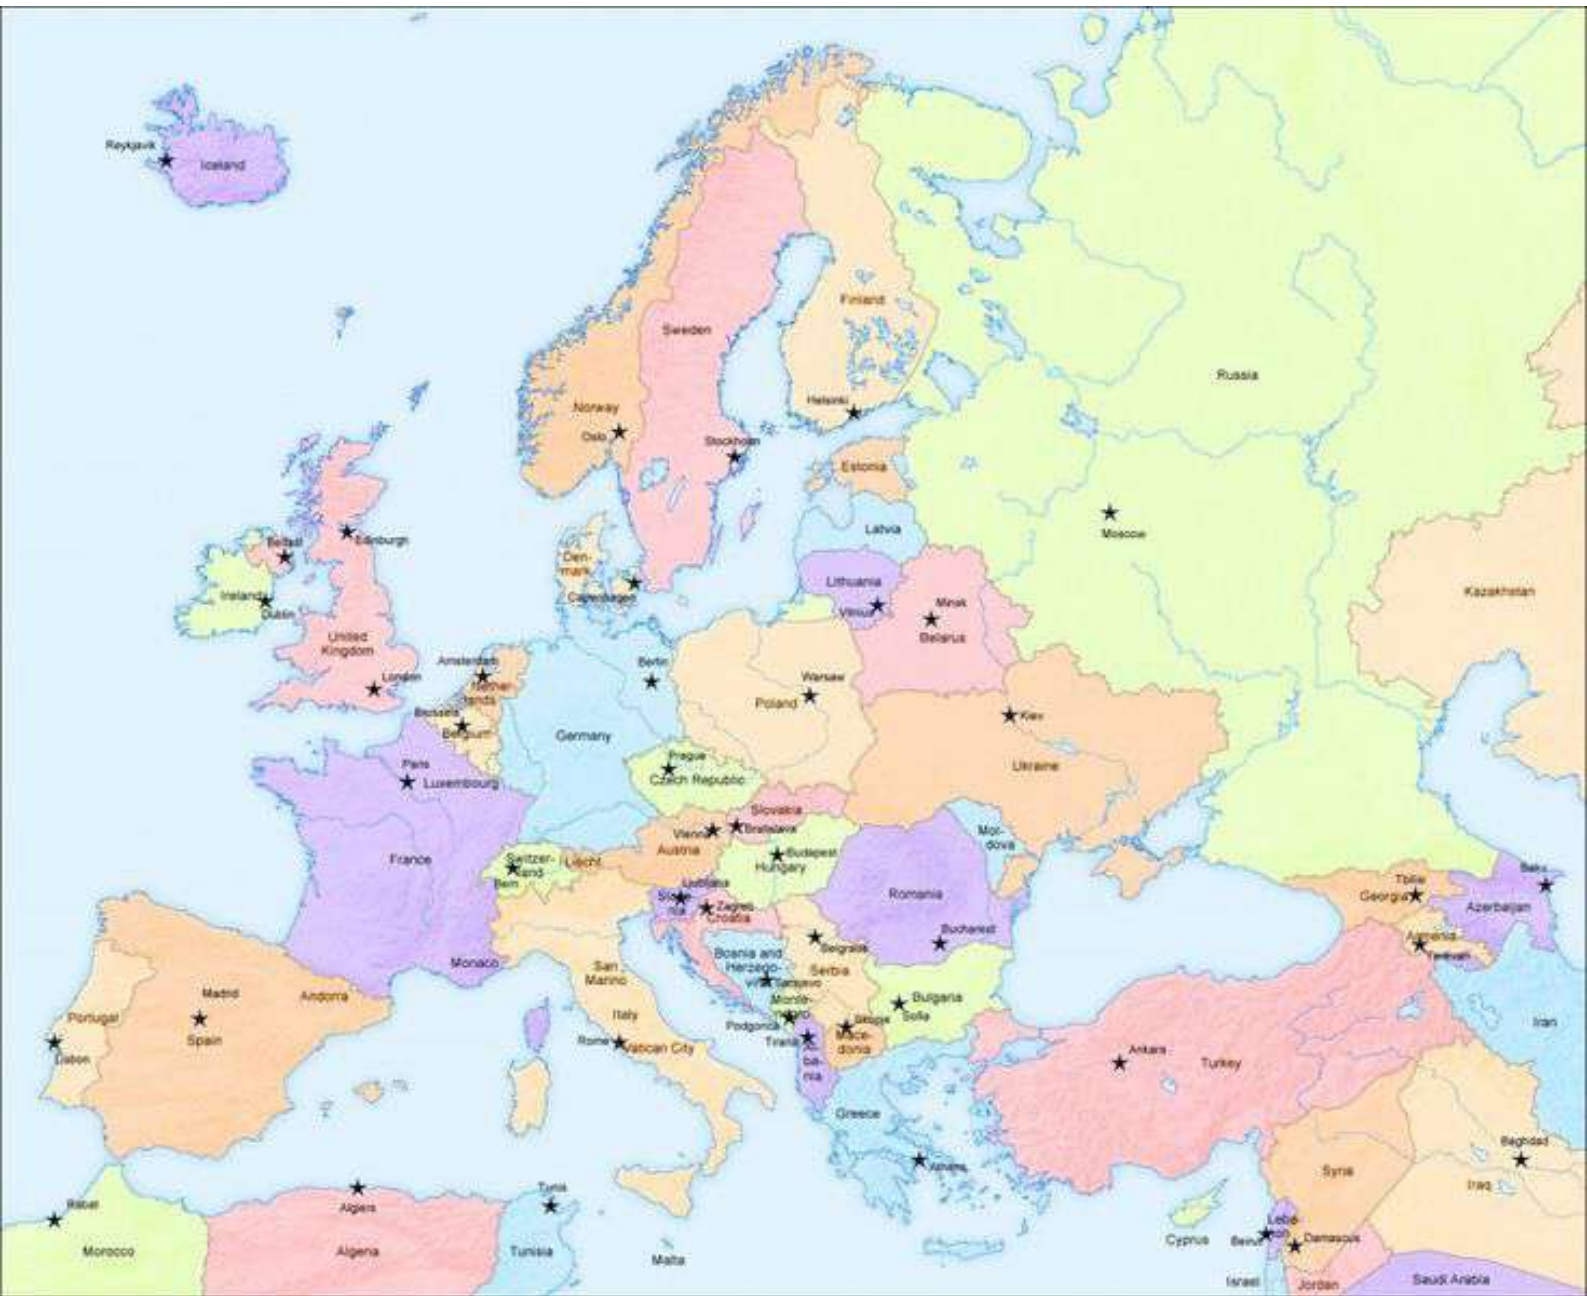 Reykjavik
Iceland
Finland
Sweden
Russia
Helsinki
Norway
Oslo
Stockholm
Estonia
Latvia
Moscow
Edinburgh
Belfast
Den-
mark
Lithuania
Kazakhstan
Ireland
Copenhagen
Minsk
Vilnius
Dublin
Belarus
United
Kingdom
Amsterdam
Berlin
London
Warsaw
Nether-
lands
Poland
Brussels
Kiev
Belgium
Germany
Prague
Paris
Ukraine
Luxembourg
Czech Republic
Slovakia
Vienna
Bratislava
Mol-
dova
Austria
Budapest
France
Switzer-
land
Liecht.
Hungary
Bern
Ljubljana
Slove-
nia
Romania
Zagreb
Croatia
Baku
Tbilisi
Georgia
Azerbaijan
Bucharest
Armenia
Belgrade
Yerevan
Bosnia and
Herzego-
vina
Sarajevo
Monaco
San
Marino
Serbia
Madrid
Andorra
Monte-
negro
Bulgaria
Sofia
Portugal
Italy
Podgorica
Skopje
Iran
Spain
Rome
Vatican City
Tirana
Mace-
donia
Lisbon
Al-
ba-
nia
Ankara
Turkey
Greece
Baghdad
Athens
Syria
Iraq
Tunis
Rabat
Algiers
Leba-
non
Cyprus
Beirut
Damascus
Morocco
Algeria
Tunisia
Malta
Israel
Jordan
Saudi Arabia